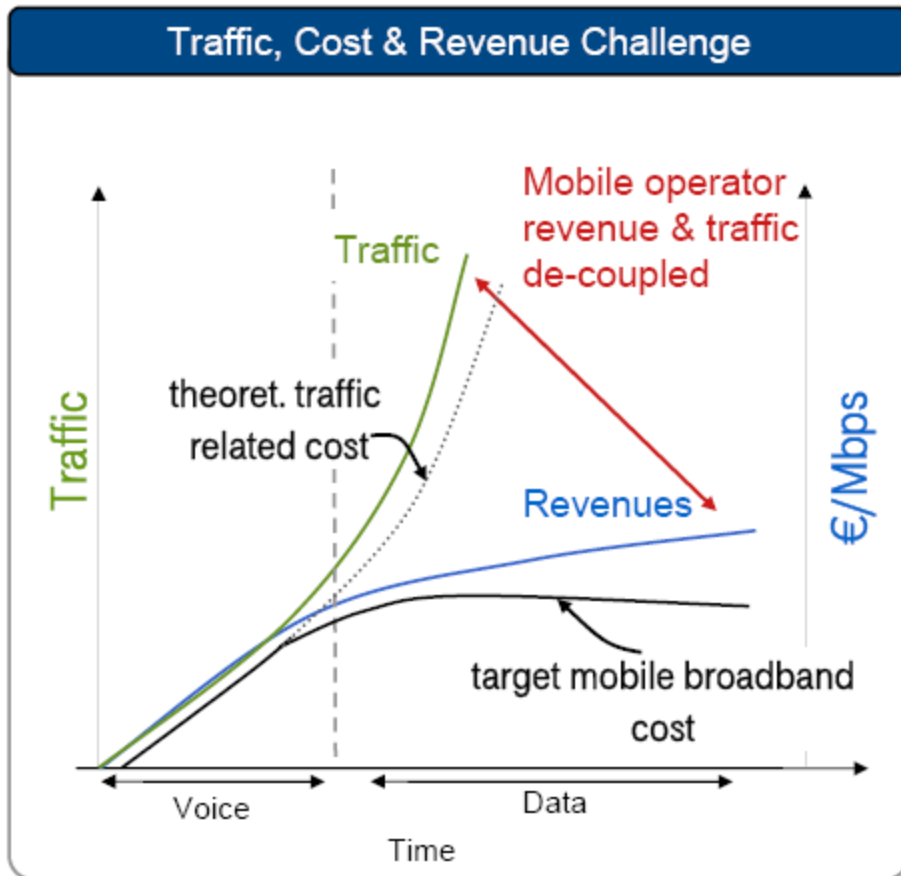 Traffic, Cost & Revenue Challenge
Mobile operator
revenue & traffic
de-coupled
Traffic
theoret. traffic
related cost
Traffic
Revenues
€/Mbps
target mobile broadband
cost
Voice
Data
Time